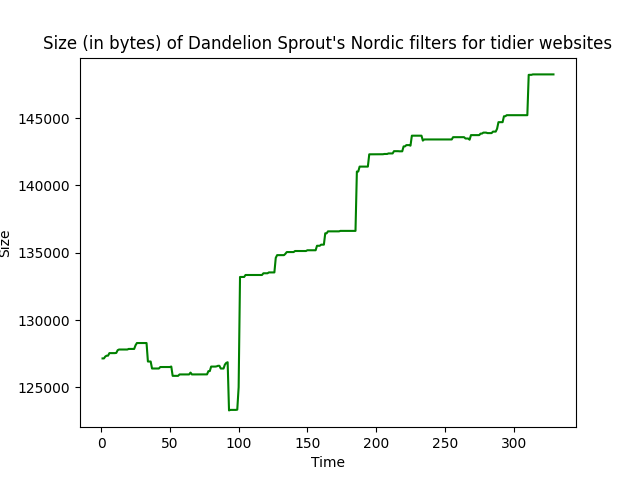 Size (in bytes) of Dandelion Sprout's Nordic filters for tidier websites
145000
140000
135000
130000
125000
Size
0 50 100 150 200 250 300
Time